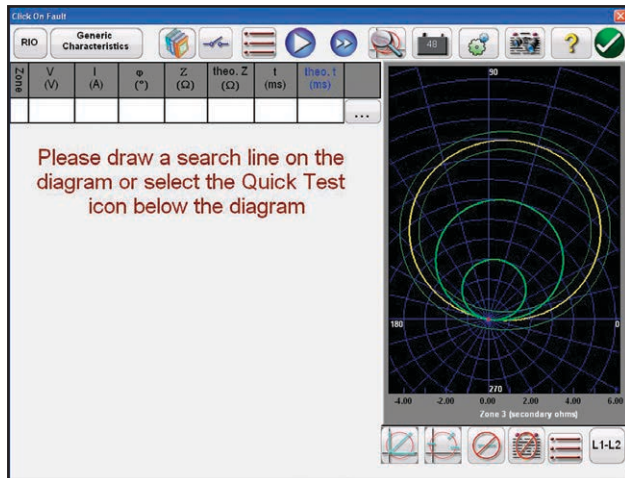 Click On Fault
RIO
Generic
Characteristics
48
?
Zone
V
(V)
I
(A)
φ
(°)
Z
(Ω)
theo. Z
(Ω)
t
(ms)
theo. t
(ms)
...
Please draw a search line on the
diagram or select the Quick Test
icon below the diagram
90
180
0
270
-4.00 -2.00 0.00 2.00 4.00 6.00
Zone 3 (secondary ohms)
L1-L2